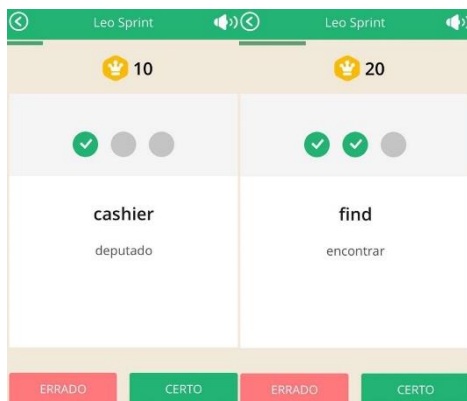 Leo Sprint
10
cashier
deputado
ERRADO
CERTO
Leo Sprint
20
find
encontrar
ERRADO
CERTO